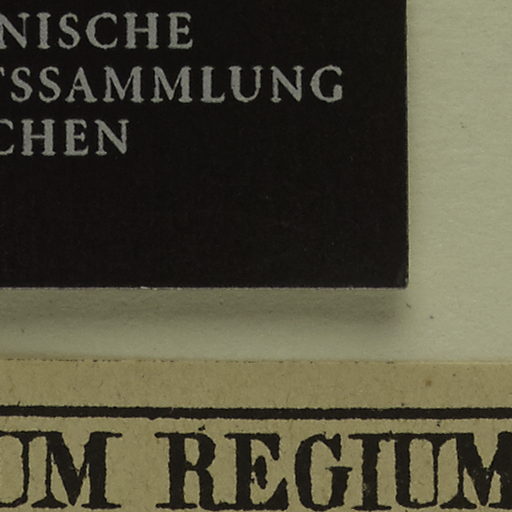 NISCHE
TSSAMMLUNG
CHEN
UM REGIUM